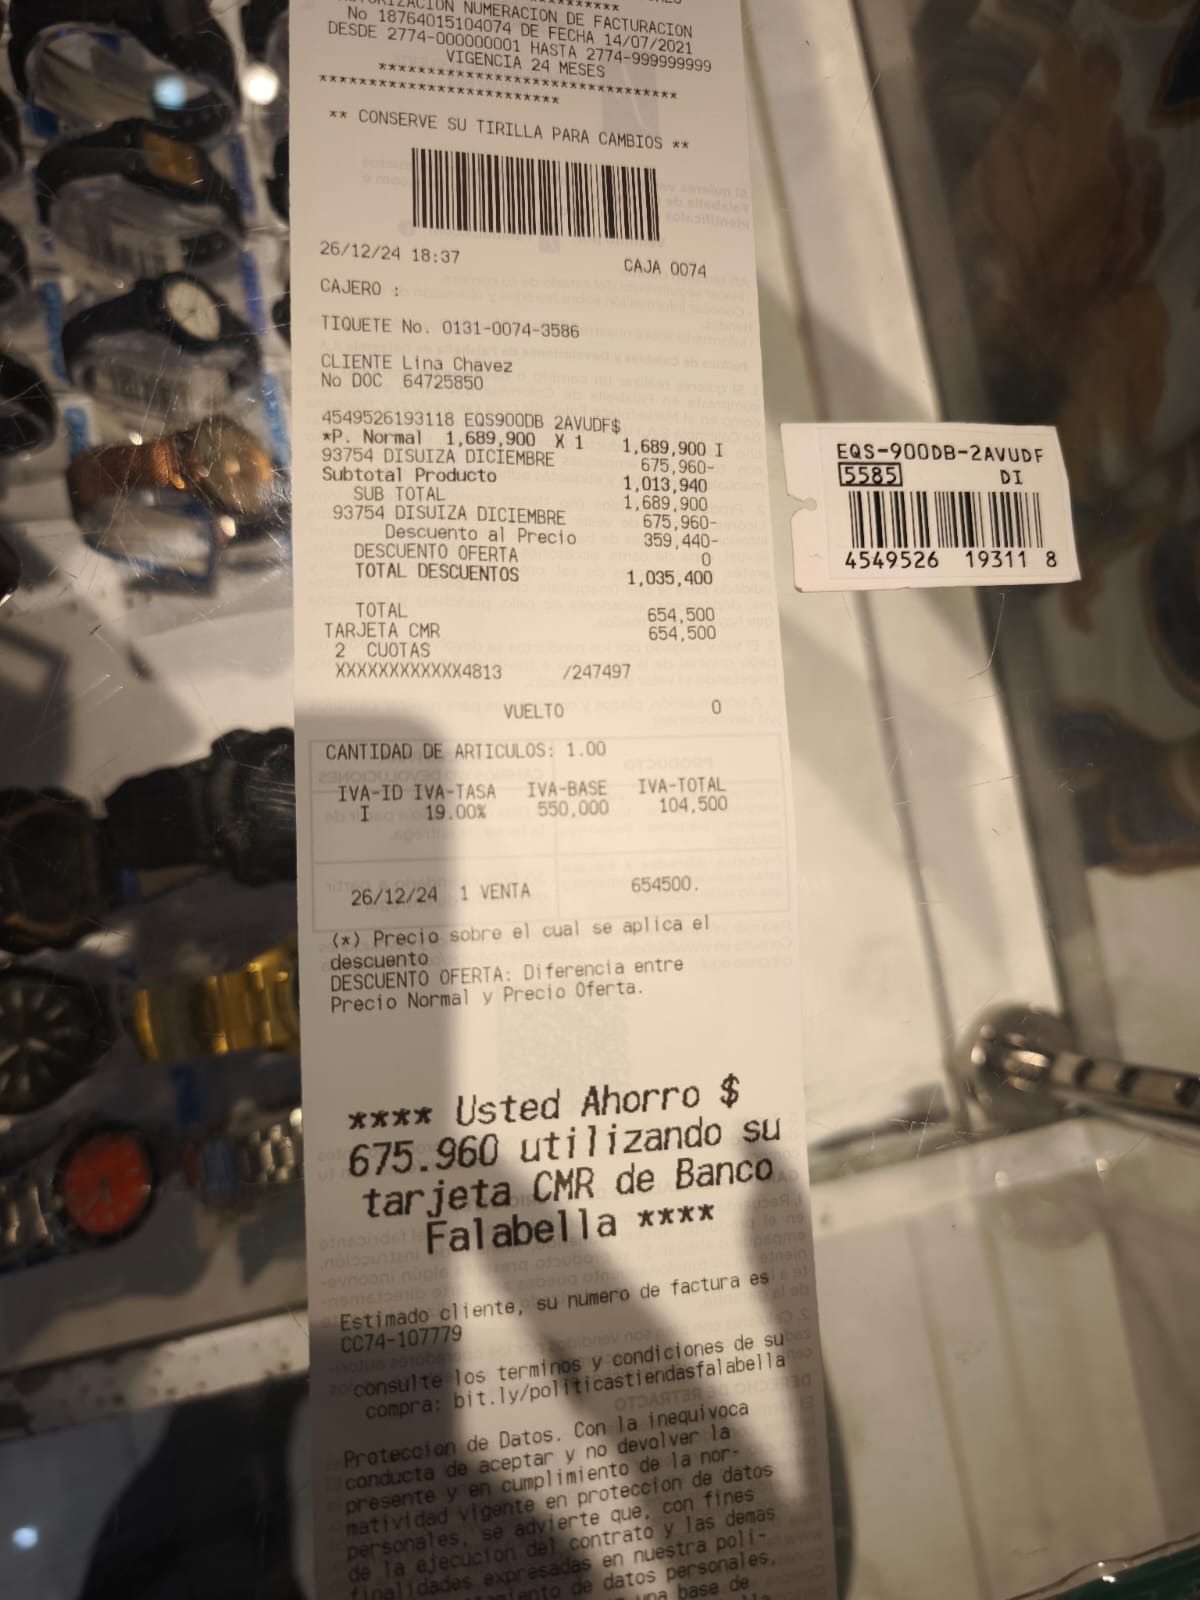 AUTORIZACION NUMERACION DE FACTURACION
No 18764015104074 DE FECHA 14/07/2021
DESDE 2774-000000001 HASTA 2774-999999999
VIGENCIA 24 MESES
*******************************
*************************
** CONSERVE SU TIRILLA PARA CAMBIOS **
26/12/24 18:37 CAJA 0074
CAJERO :
TIQUETE No. 0131-0074-3586
CLIENTE Lina Chavez
No DOC 64725850
4549526193118 EQS900DB 2AVUDF$
*P. Normal 1,689,900 X 1 1,689,900 I
93754 DISUIZA DICIEMBRE 675,960-
Subtotal Producto 1,013,940
SUB TOTAL 1,689,900
93754 DISUIZA DICIEMBRE 675,960-
Descuento al Precio 359,440-
DESCUENTO OFERTA 0
TOTAL DESCUENTOS 1,035,400
TOTAL 654,500
TARJETA CMR 654,500
2 CUOTAS
XXXXXXXXXXXX4813 /247497
VUELTO 0
CANTIDAD DE ARTICULOS: 1.00
IVA-ID IVA-TASA IVA-BASE IVA-TOTAL
I 19.00% 550,000 104,500
26/12/24 1 VENTA 654500.
(*) Precio sobre el cual se aplica el
descuento
DESCUENTO OFERTA: Diferencia entre
Precio Normal y Precio Oferta.
**** Usted Ahorro $
675.960 utilizando su
tarjeta CMR de Banco
Falabella ****
Estimado cliente, su numero de factura es
CC74-107779
consulte los terminos y condiciones de su
compra: bit.ly/politicastiendasfalabella
Proteccion de Datos. Con la inequivoca
conducta de aceptar y no devolver la
presente y en cumplimiento de la nor-
matividad vigente en proteccion de datos
personales, se advierte que, con fines
de la ejecucion del contrato y las demas
finalidades expresadas en nuestra poli-
de datos personales,
una base de
EQS-900DB-2AVUDF
5585 DI
4549526 19311 8